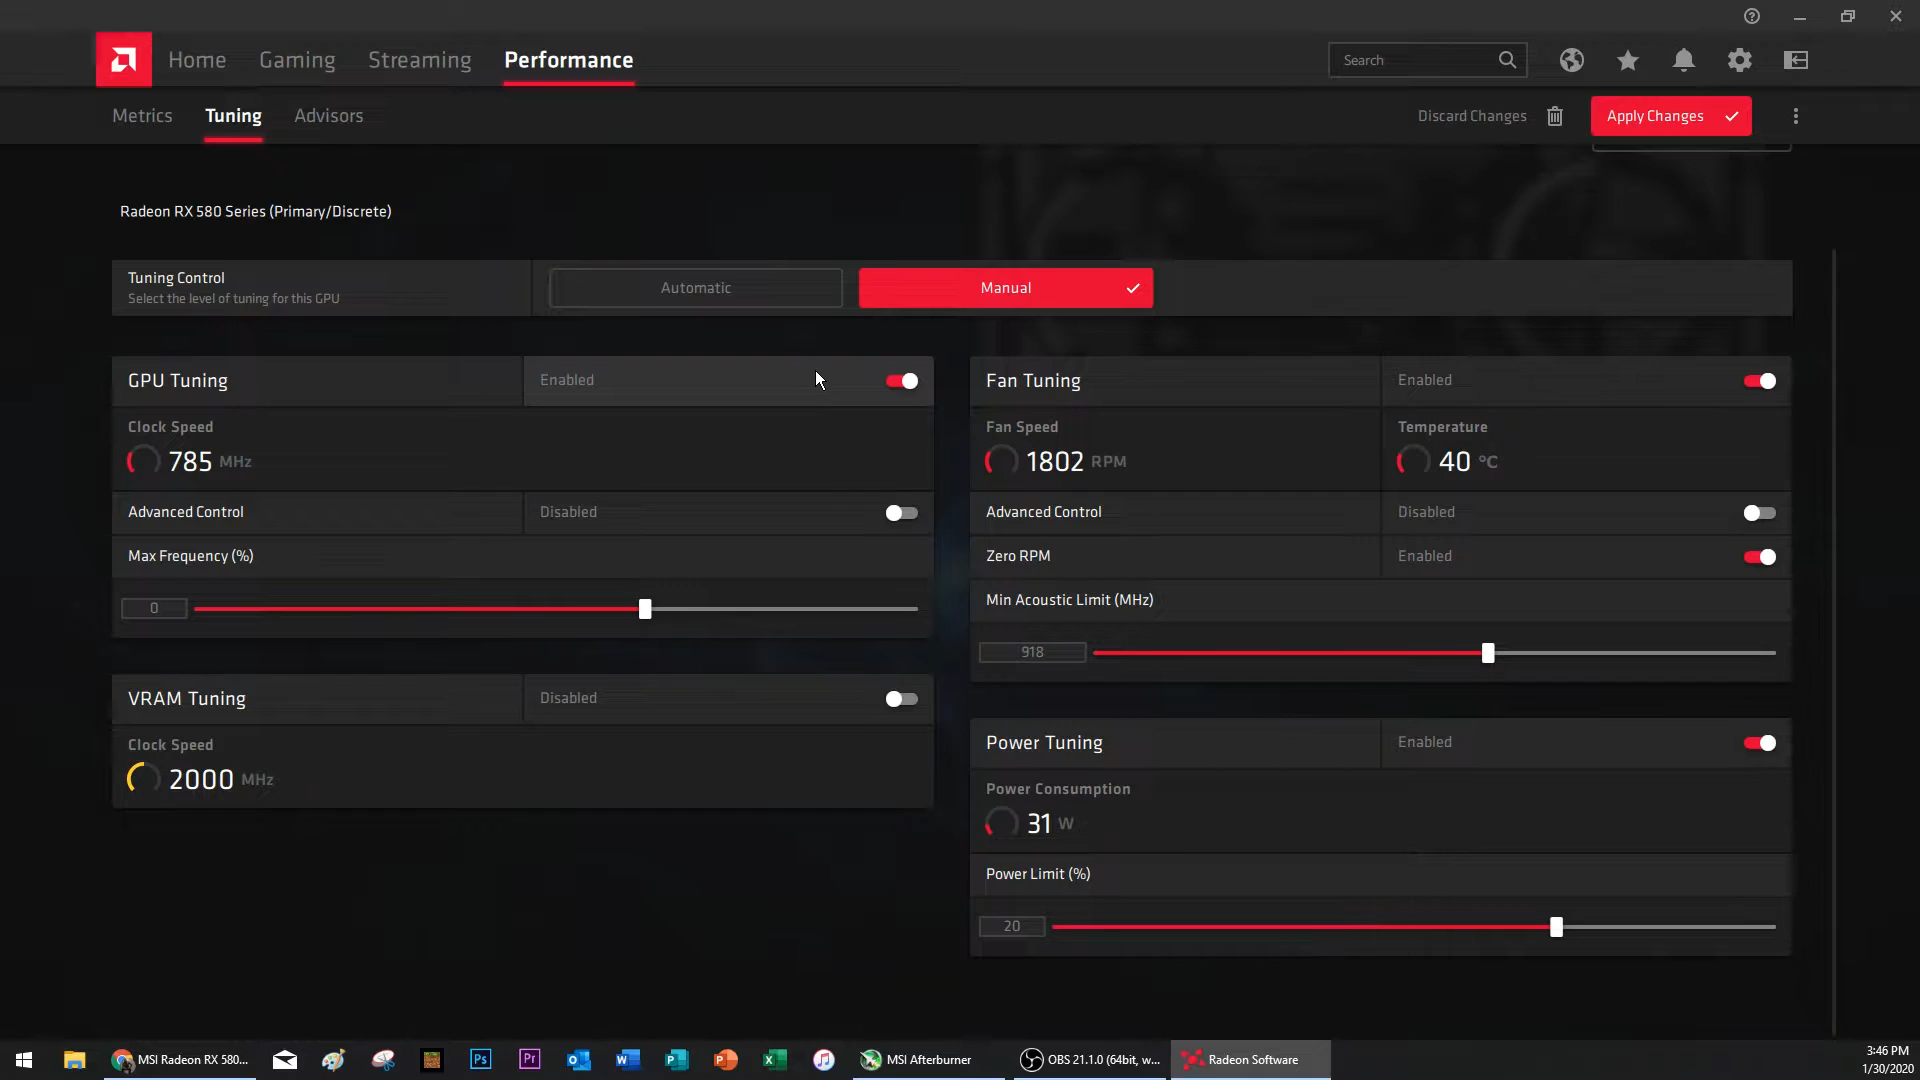 Home Gaming Streaming Performance
Search
Metrics Tuning Advisors
Discard Changes Apply Changes
Radeon RX 580 Series (Primary/Discrete)
Tuning Control
Select the level of tuning for this GPU
Automatic Manual
GPU Tuning Enabled
Clock Speed
785 MHz
Advanced Control Disabled
Max Frequency (%)
0
VRAM Tuning Disabled
Clock Speed
2000 MHz
Fan Tuning Enabled
Fan Speed Temperature
1802 RPM 40 °C
Advanced Control Disabled
Zero RPM Enabled
Min Acoustic Limit (MHz)
918
Power Tuning Enabled
Power Consumption
31 W
Power Limit (%)
20
MSI Radeon RX 580... Ps Pr MSI Afterburner OBS 21.1.0 (64bit, w... Radeon Software
3:46 PM
1/30/2020